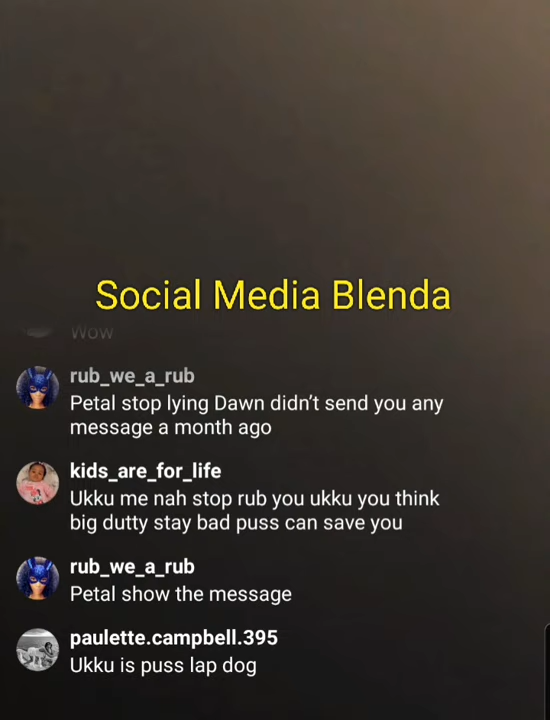 Social Media Blenda
Wow
rub_we_a_rub
Petal stop lying Dawn didn't send you any
message a month ago
kids_are_for_life
Ukku me nah stop rub you ukku you think
big dutty stay bad puss can save you
rub_we_a_rub
Petal show the message
paulette.campbell.395
Ukku is puss lap dog